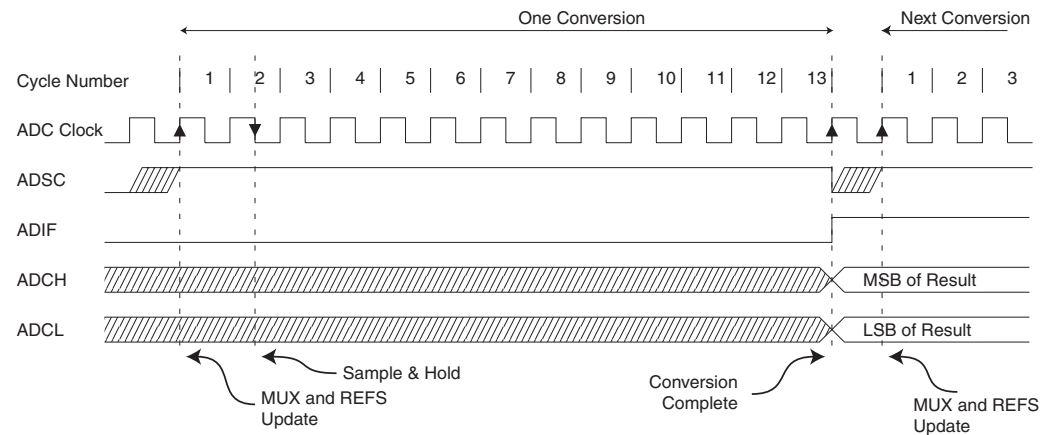 One Conversion
Next Conversion
Cycle Number 1 2 3 4 5 6 7 8 9 10 11 12 13 1 2 3
ADC Clock
ADSC
ADIF
ADCH MSB of Result
ADCL LSB of Result
Sample & Hold
MUX and REFS
Update
Conversion
Complete
MUX and REFS
Update